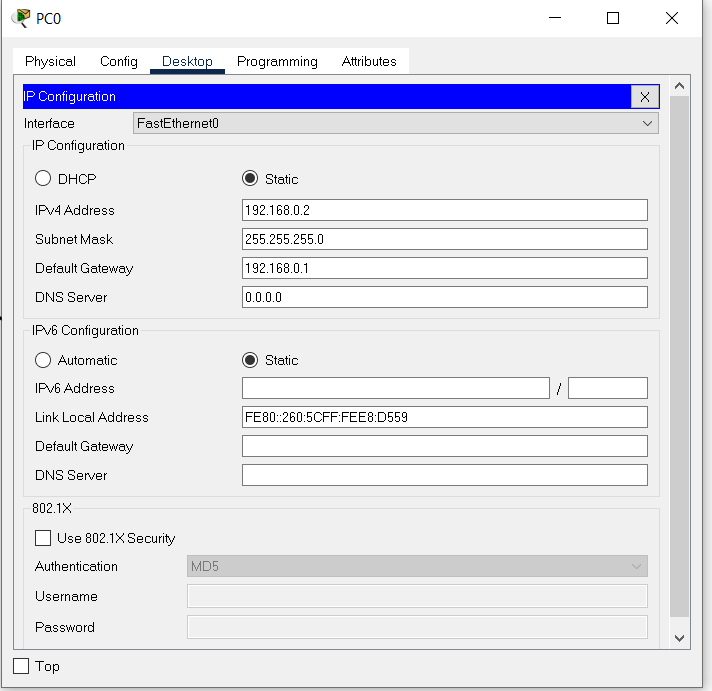 PC0
Physical Config Desktop Programming Attributes
IP Configuration X
Interface FastEthernet0
IP Configuration
DHCP Static
IPv4 Address 192.168.0.2
Subnet Mask 255.255.255.0
Default Gateway 192.168.0.1
DNS Server 0.0.0.0
IPv6 Configuration
Automatic Static
IPv6 Address /
Link Local Address FE80::260:5CFF:FEE8:D559
Default Gateway
DNS Server
802.1X
Use 802.1X Security
Authentication MD5
Username
Password
Top